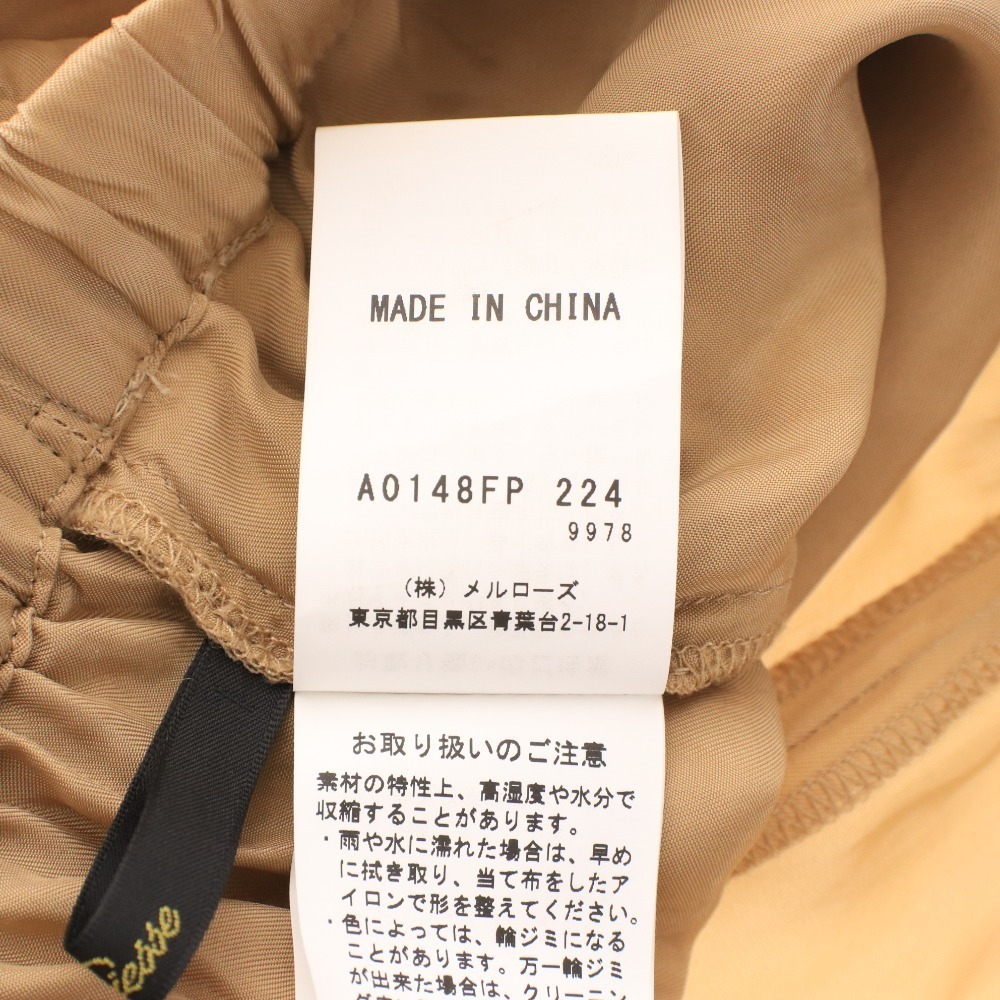 MADE IN CHINA
A0148FP 224
9978
(株) メルローズ
東京都目黒区青葉台2-18-1
お取り扱いのご注意
素材の特性上、高湿度や水分で
収縮することがあります。
・雨や水に濡れた場合は、早め
に拭き取り、当て布をしたア
イロンで形を整えてください。
・色によっては、輪ジミになる
ことがあります。万一輪ジミ
が出来た場合は、クリーニン